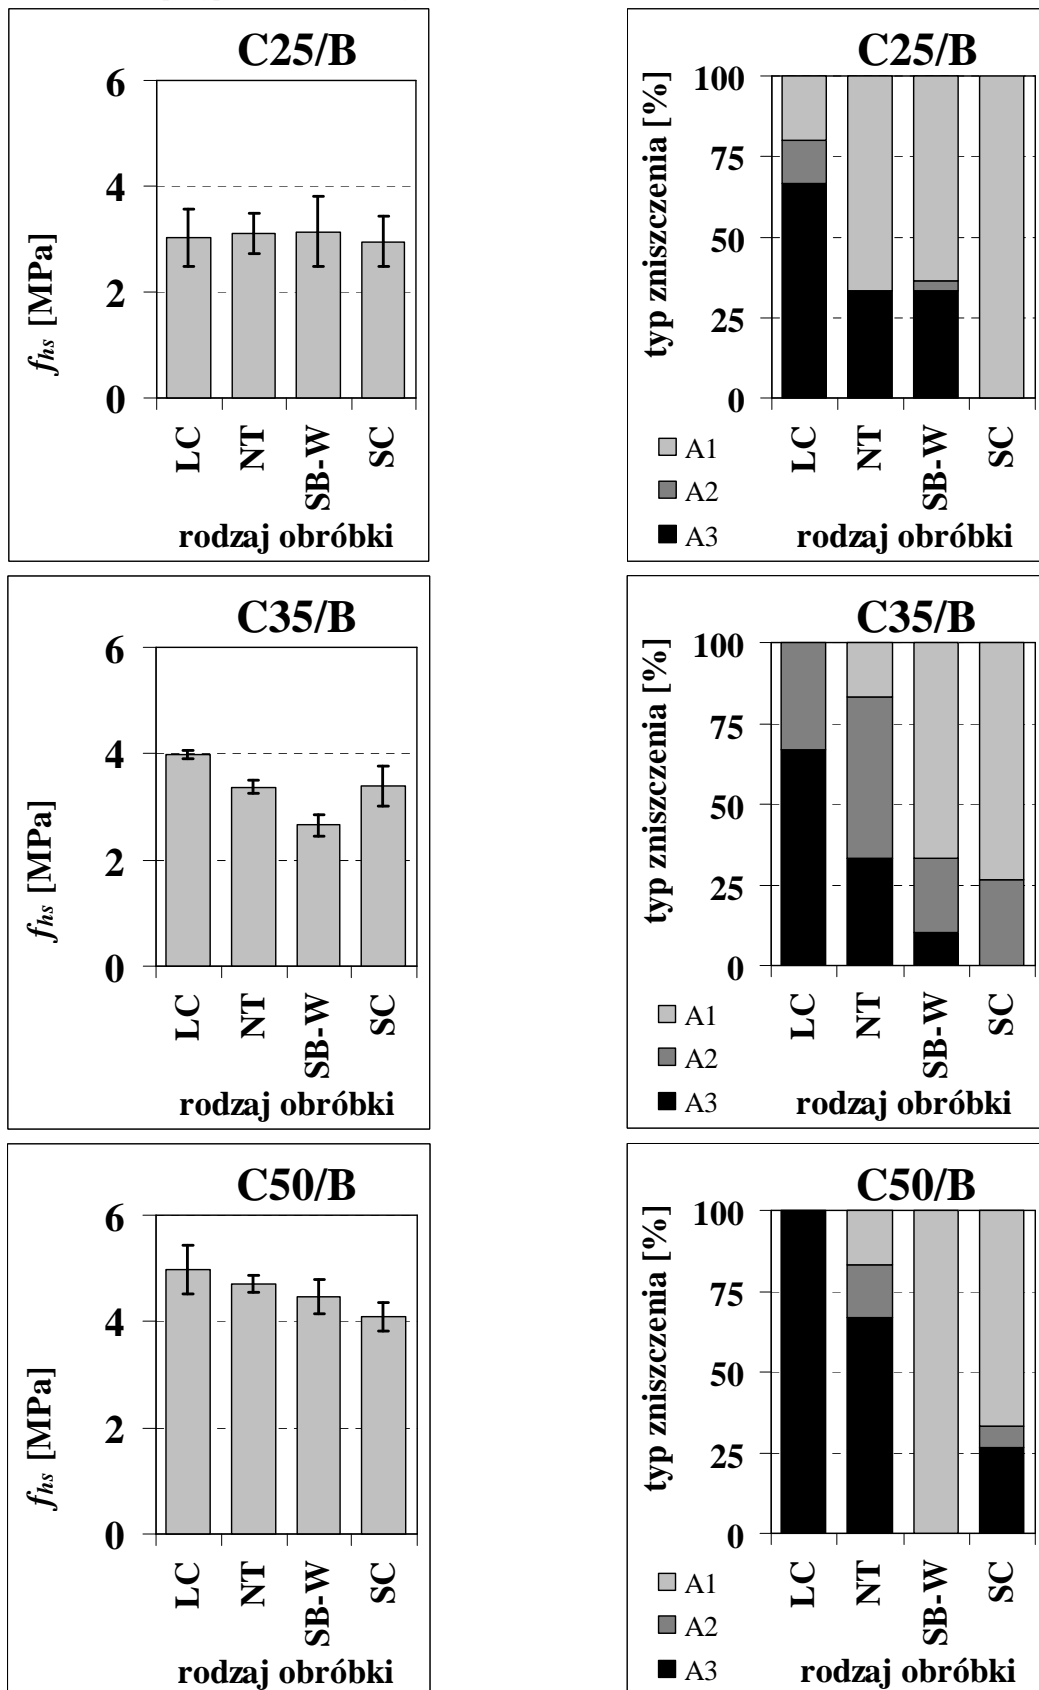 C25/B
6
4
2
0
f_hs [MPa]
LC
NT
SB-W
SC
rodzaj obróbki
C25/B
100
75
50
25
0
typ zniszczenia [%]
LC
NT
SB-W
SC
A1
A2
A3
rodzaj obróbki
C35/B
6
4
2
0
f_hs [MPa]
LC
NT
SB-W
SC
rodzaj obróbki
C35/B
100
75
50
25
0
typ zniszczenia [%]
LC
NT
SB-W
SC
A1
A2
A3
rodzaj obróbki
C50/B
6
4
2
0
f_hs [MPa]
LC
NT
SB-W
SC
rodzaj obróbki
C50/B
100
75
50
25
0
typ zniszczenia [%]
LC
NT
SB-W
SC
A1
A2
A3
rodzaj obróbki